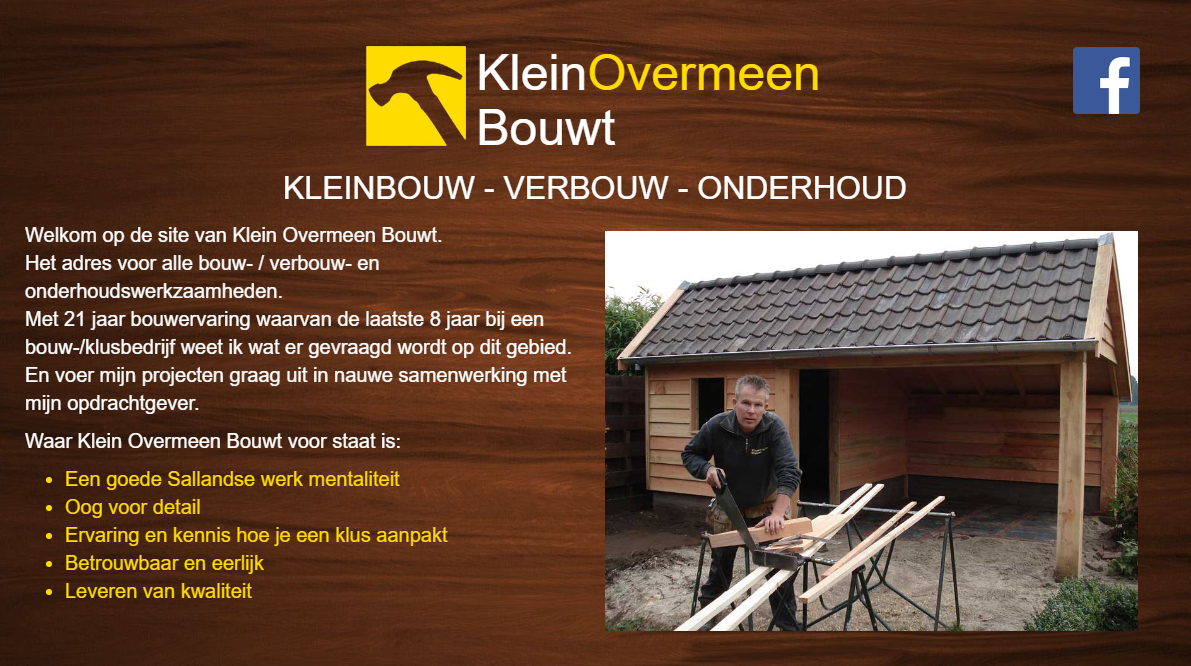 KleinOvermeen
Bouwt
KLEINBOUW - VERBOUW - ONDERHOUD
Welkom op de site van Klein Overmeen Bouwt.
Het adres voor alle bouw- / verbouw- en
onderhoudswerkzaamheden.
Met 21 jaar bouwervaring waarvan de laatste 8 jaar bij een
bouw-/klusbedrijf weet ik wat er gevraagd wordt op dit gebied.
En voer mijn projecten graag uit in nauwe samenwerking met
mijn opdrachtgever.
Waar Klein Overmeen Bouwt voor staat is:
• Een goede Sallandse werk mentaliteit
• Oog voor detail
• Ervaring en kennis hoe je een klus aanpakt
• Betrouwbaar en eerlijk
• Leveren van kwaliteit